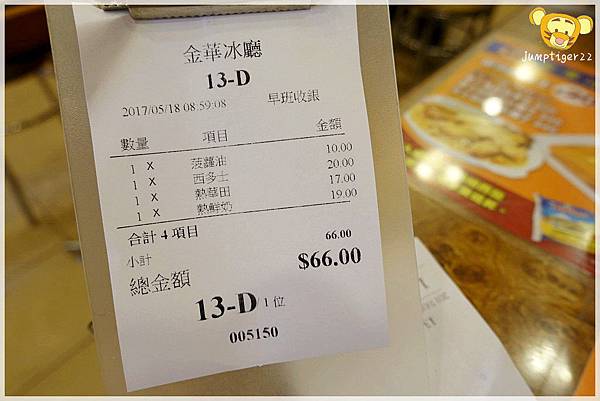 Jumptiger22
金華冰廳
13-D
2017/05/18 08:59:08 早班收銀
數量 項目 金額
1 X 菠蘿油 10.00
1 X 西多士 20.00
1 X 熱華田 17.00
1 X 熱鮮奶 19.00
合計 4 項目 66.00
小計 $66.00
總金額
13-D 1 位
005150